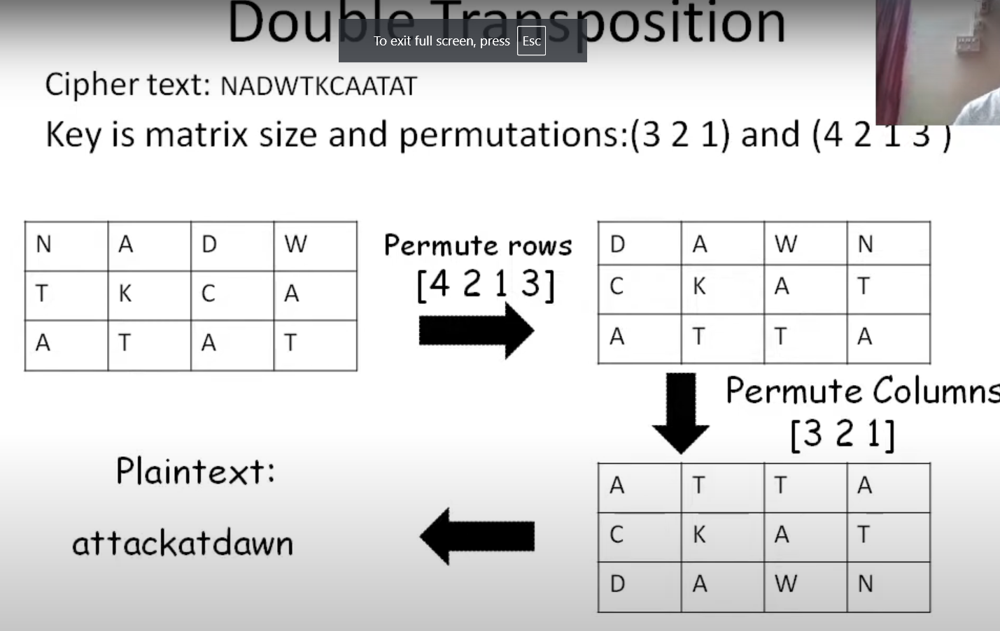 Double Transposition
To exit full screen, press Esc
Cipher text: NADWTKCAATAT
Key is matrix size and permutations:(3 2 1) and (4 2 1 3 )
N A D W
T K C A
A T A T
Permute rows
[4 2 1 3]
D A W N
C K A T
A T T A
Permute Columns
[3 2 1]
A T T A
C K A T
D A W N
Plaintext:
attackatdawn